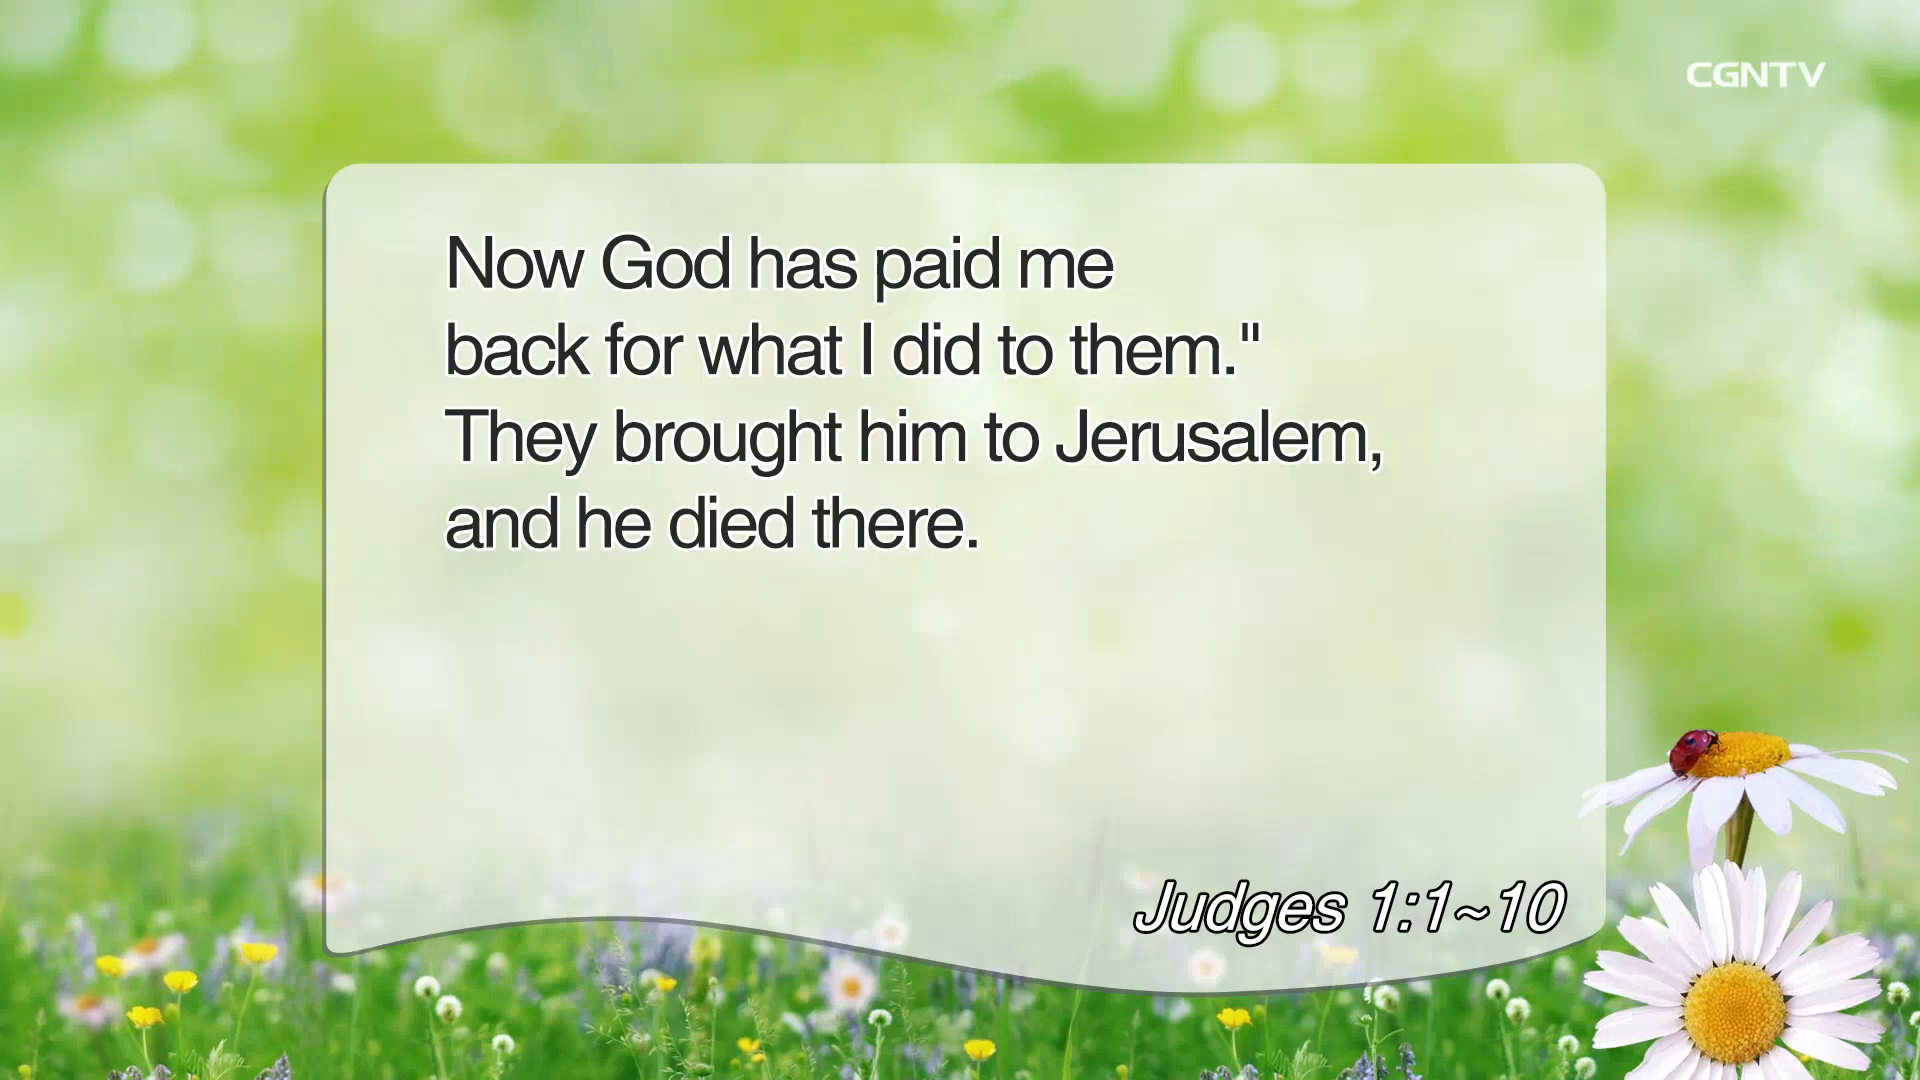 CGNTV
Now God has paid me
back for what I did to them."
They brought him to Jerusalem,
and he died there.
Judges 1:1~10